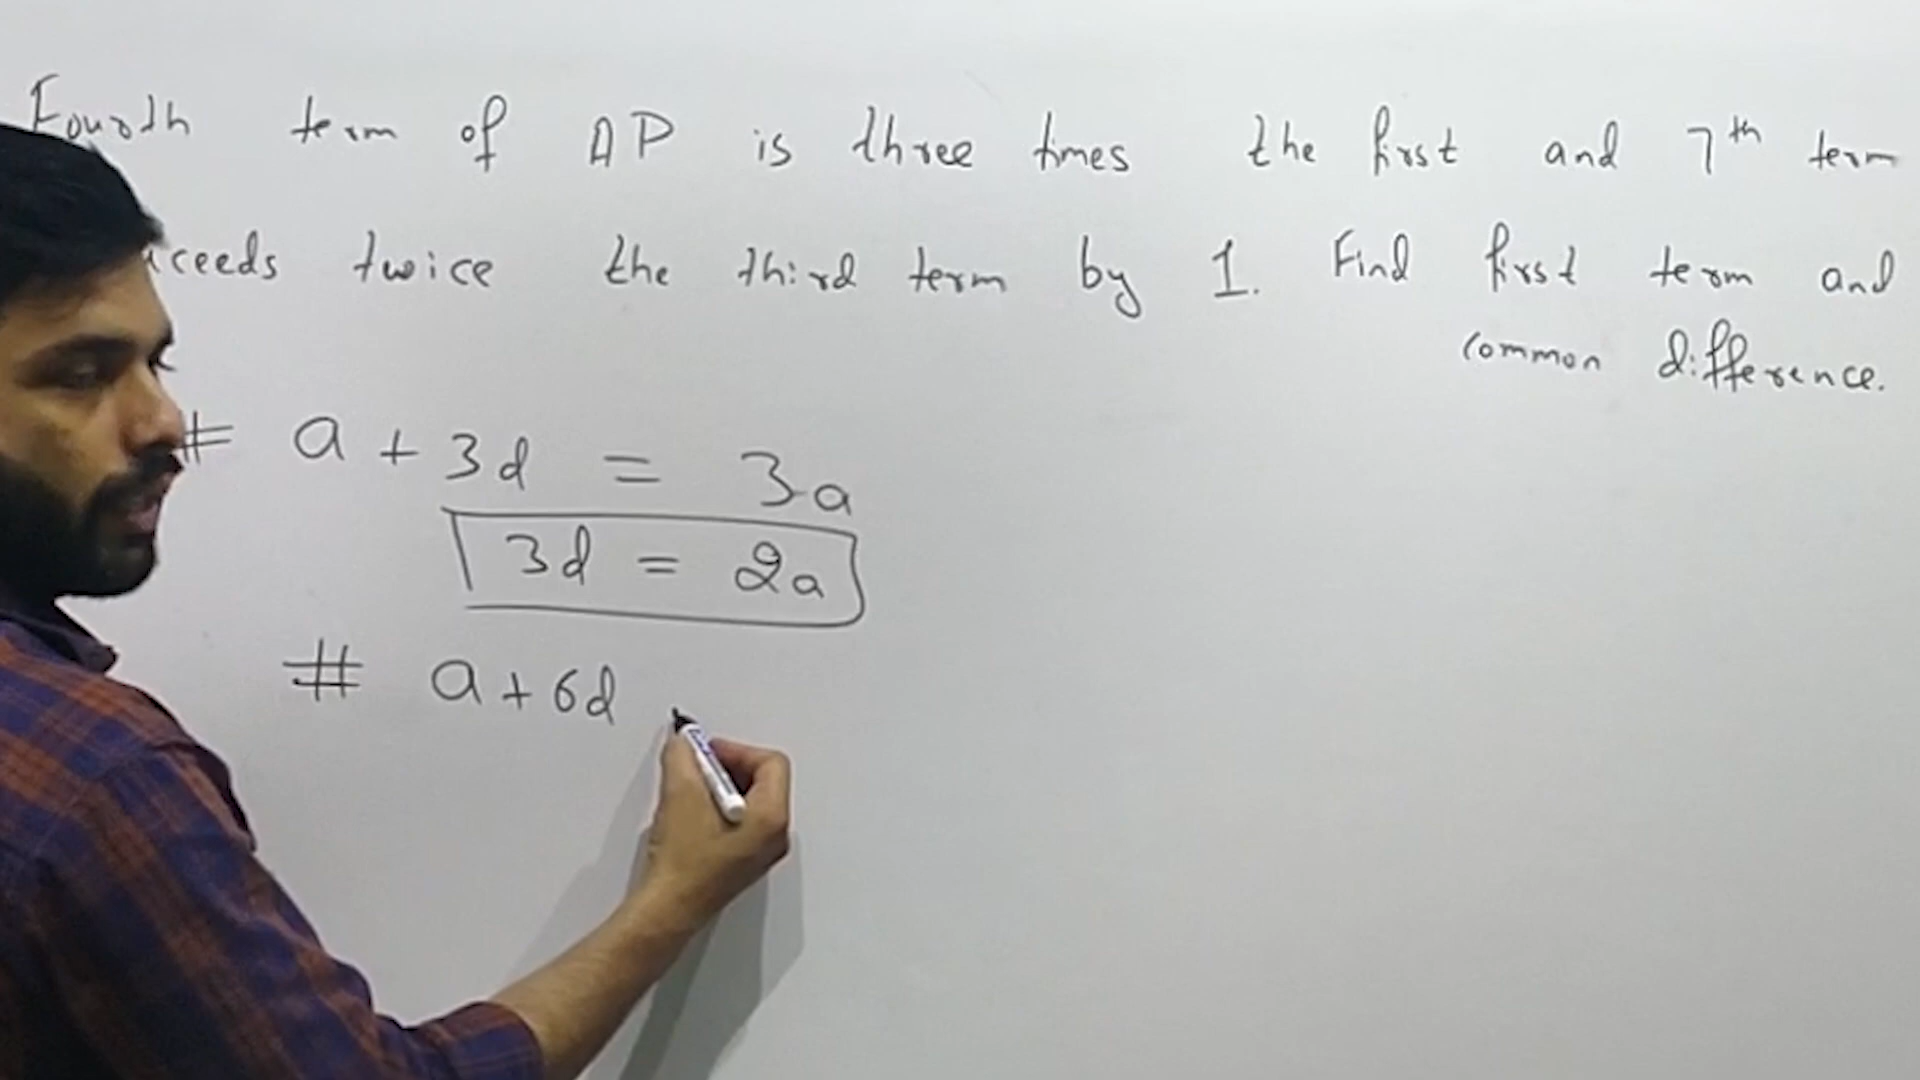 Fourth term of AP is three times the first and 7th term
ceeds twice the third term by 1. Find first term and
common difference.
# a + 3d = 3a
3d = 2a
# a + 6d